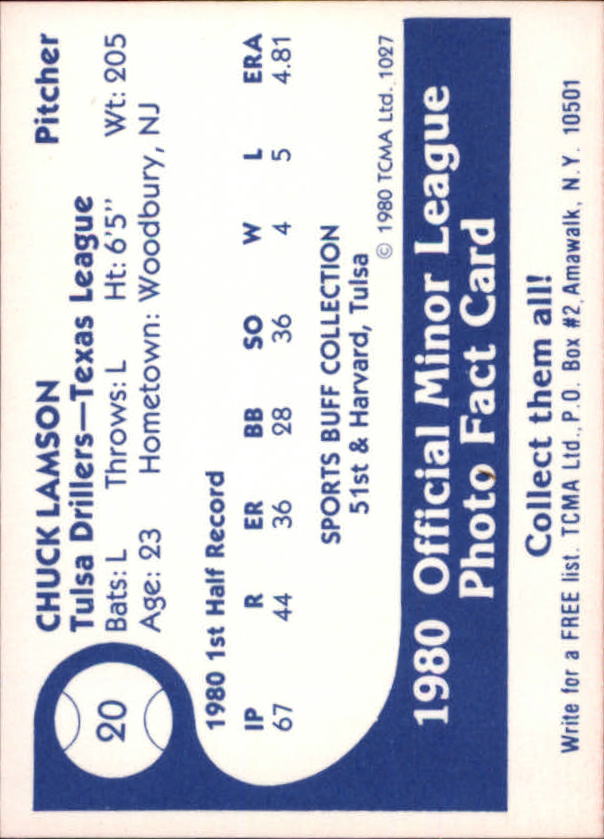 20
CHUCK LAMSON Pitcher
Tulsa Drillers—Texas League
Bats: L Throws: L Ht: 6'5" Wt: 205
Age: 23 Hometown: Woodbury, NJ
1980 1st Half Record
IP R ER BB SO W L ERA
67 44 36 28 36 4 5 4.81
SPORTS BUFF COLLECTION
51st & Harvard, Tulsa
© 1980 TCMA Ltd. 1027
1980 Official Minor League
Photo Fact Card
Collect them all!
Write for a FREE list. TCMA Ltd., P.O. Box #2, Amawalk, N.Y. 10501